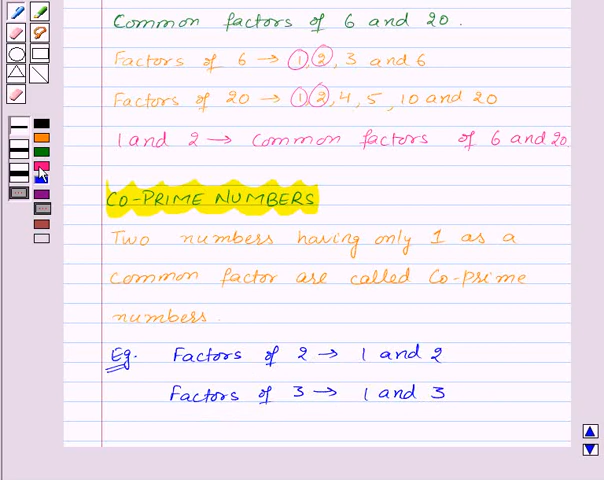 Common factors of 6 and 20.
Factors of 6 → 1, 2, 3 and 6
Factors of 20 → 1, 2, 4, 5, 10 and 20
1 and 2 → Common factors of 6 and 20.
CO-PRIME NUMBERS
Two numbers having only 1 as a
common factor are called Co-prime
numbers.
Eg. Factors of 2 → 1 and 2
Factors of 3 → 1 and 3